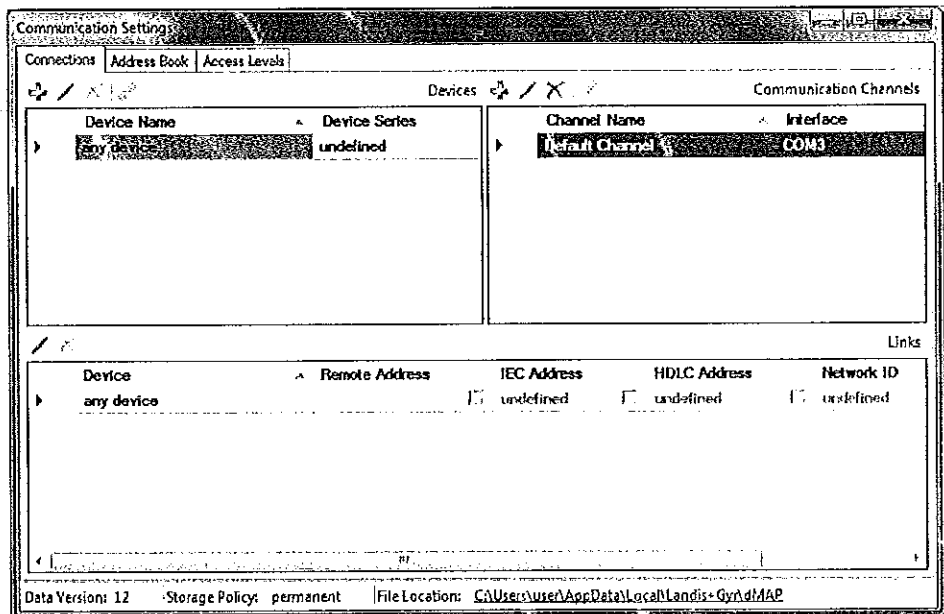 Communication Settings
Connections Address Book Access Levels
Devices
Communication Channels
Device Name Device Series
any device undefined
Channel Name Interface
Default Channel COM3
Links
Device Remote Address IEC Address HDLC Address Network ID
any device undefined undefined undefined
Data Version: 12 Storage Policy: permanent File Location: C:\Users\user\AppData\Local\Landis+Gyr\dMAP